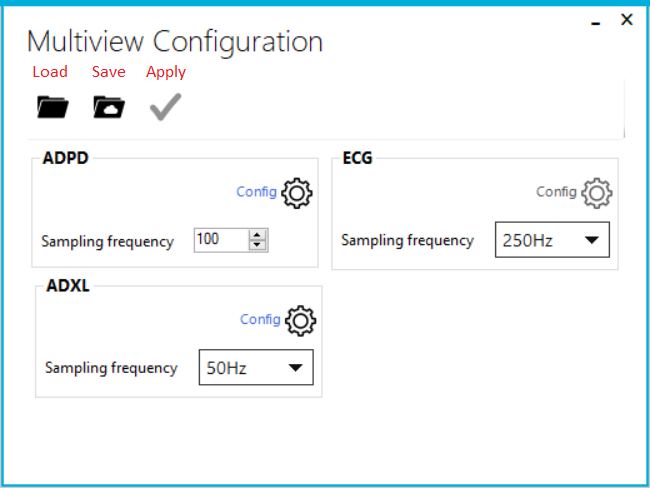 Multiview Configuration
Load Save Apply
ADPD
Config
Sampling frequency 100
ECG
Config
Sampling frequency 250Hz
ADXL
Config
Sampling frequency 50Hz